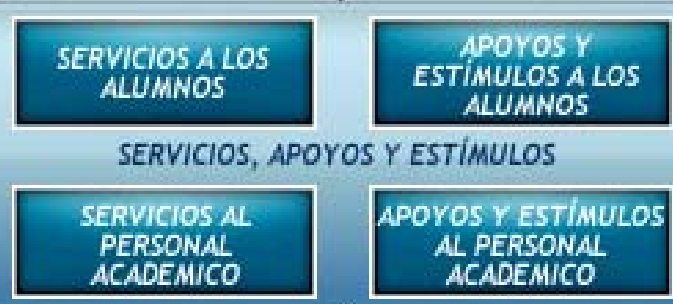 SERVICIOS A LOS
ALUMNOS
APOYOS Y
ESTÍMULOS A LOS
ALUMNOS
SERVICIOS, APOYOS Y ESTÍMULOS
SERVICIOS AL
PERSONAL
ACADEMICO
APOYOS Y ESTÍMULOS
AL PERSONAL
ACADEMICO